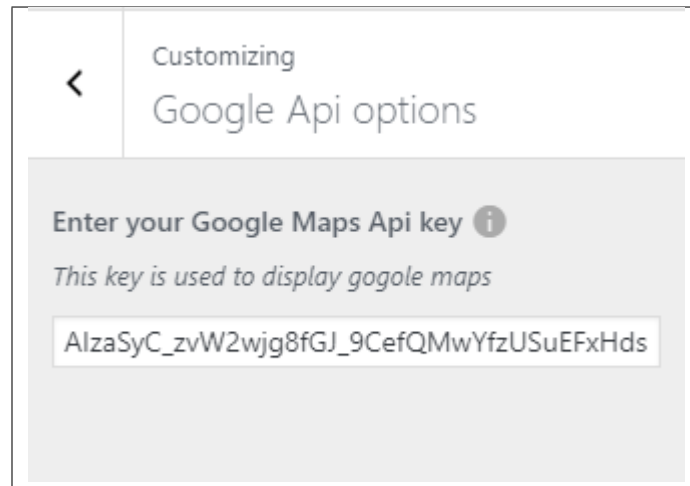 Customizing
Google Api options
Enter your Google Maps Api key
This key is used to display gogole maps
AIzaSyC_zvW2wjg8fGJ_9CefQMwYfzUSuEFxHds